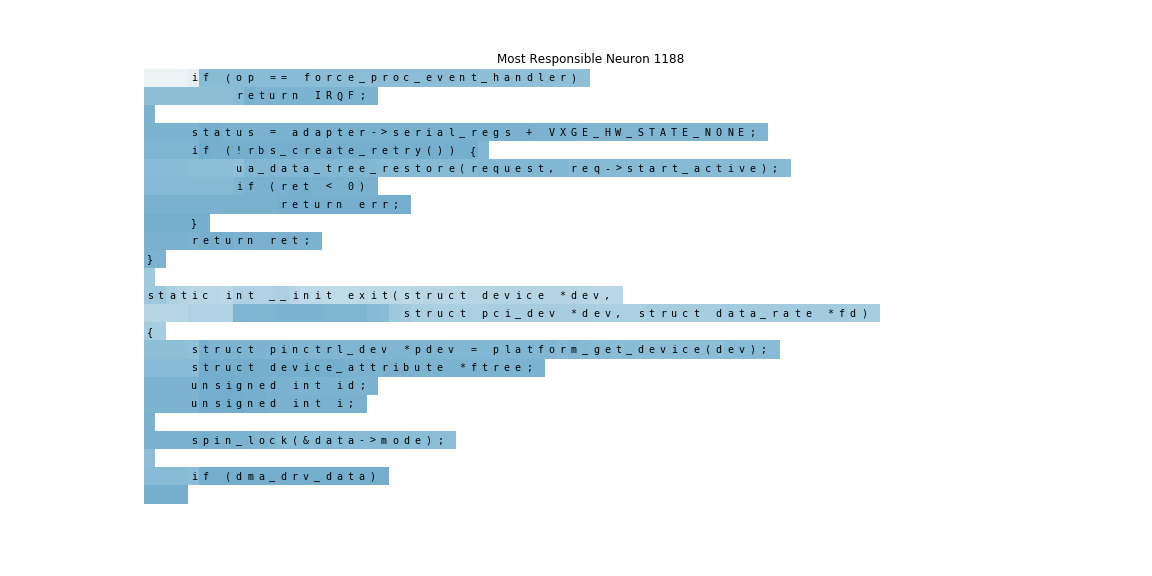 Most Responsible Neuron 1188
if (op == force_proc_event_handler)
return IRQF;
status = adapter->serial_regs + VXGE_HW_STATE_NONE;
if (!rbs_create_retry()) {
ua_data_tree_restore(request, req->start_active);
if (ret < 0)
return err;
}
return ret;
}
static int __init exit(struct device *dev,
struct pci_dev *dev, struct data_rate *fd)
{
struct pinctrl_dev *pdev = platform_get_device(dev);
struct device_attribute *ftree;
unsigned int id;
unsigned int i;
spin_lock(&data->mode);
if (dma_drv_data)